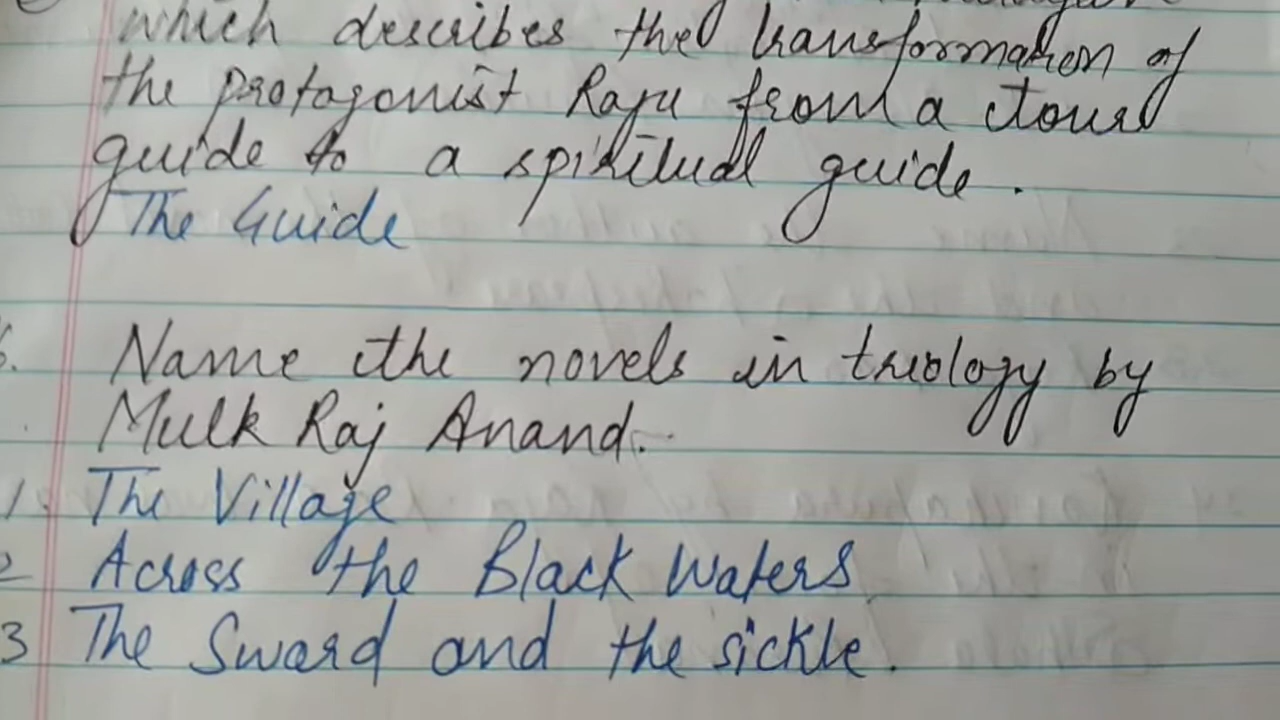 which describes the transformation of
the protagonist Raju from a tour
guide to a spiritual guide.
The Guide
Name the novels in triology by
Mulk Raj Anand.
1. The Village
2 Across the Black Waters
3 The Sword and the sickle.